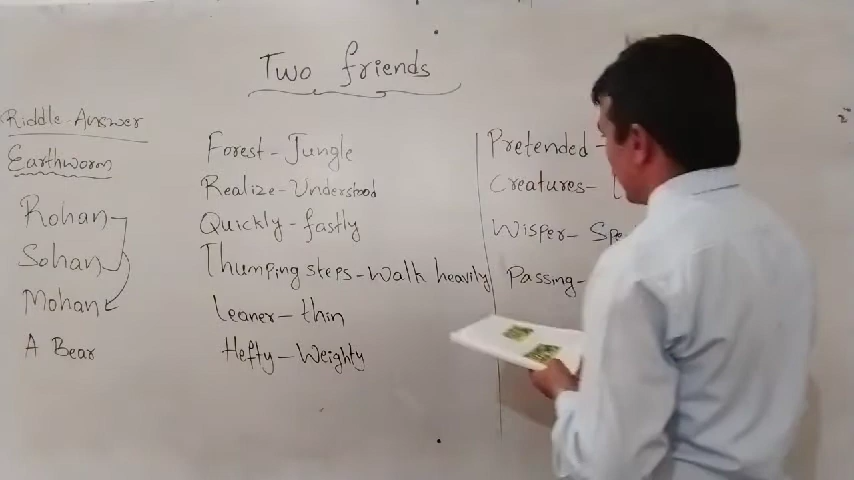 Two friends
Riddle-Answer
Earthworm
Rohan
Sohan
Mohan
A Bear
Forest - Jungle
Realize - Understood
Quickly - fastly
Thumping steps - Walk heavily
Leaner - thin
Hefty - Weighty
Pretended -
Creatures -
Wisper - Spe
Passing -